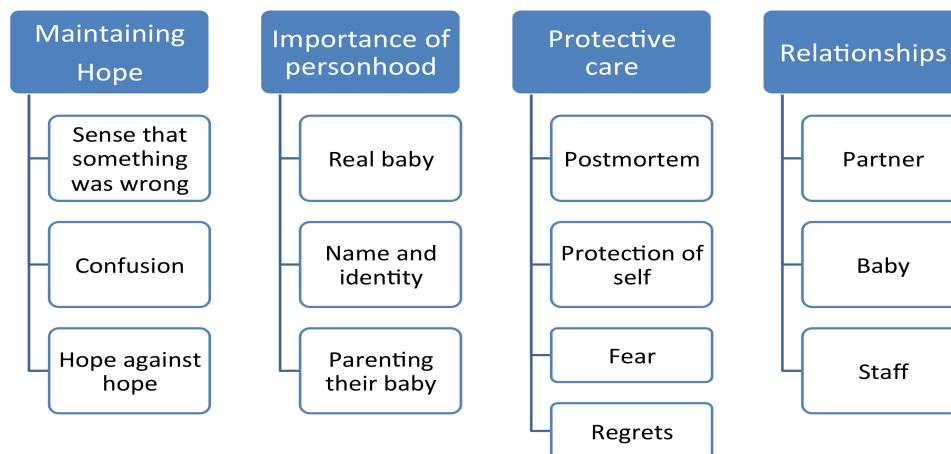 Maintaining
Hope
Sense that
something
was wrong
Confusion
Hope against
hope
Importance of
personhood
Real baby
Name and
identity
Parenting
their baby
Protective
care
Postmortem
Protection of
self
Fear
Regrets
Relationships
Partner
Baby
Staff